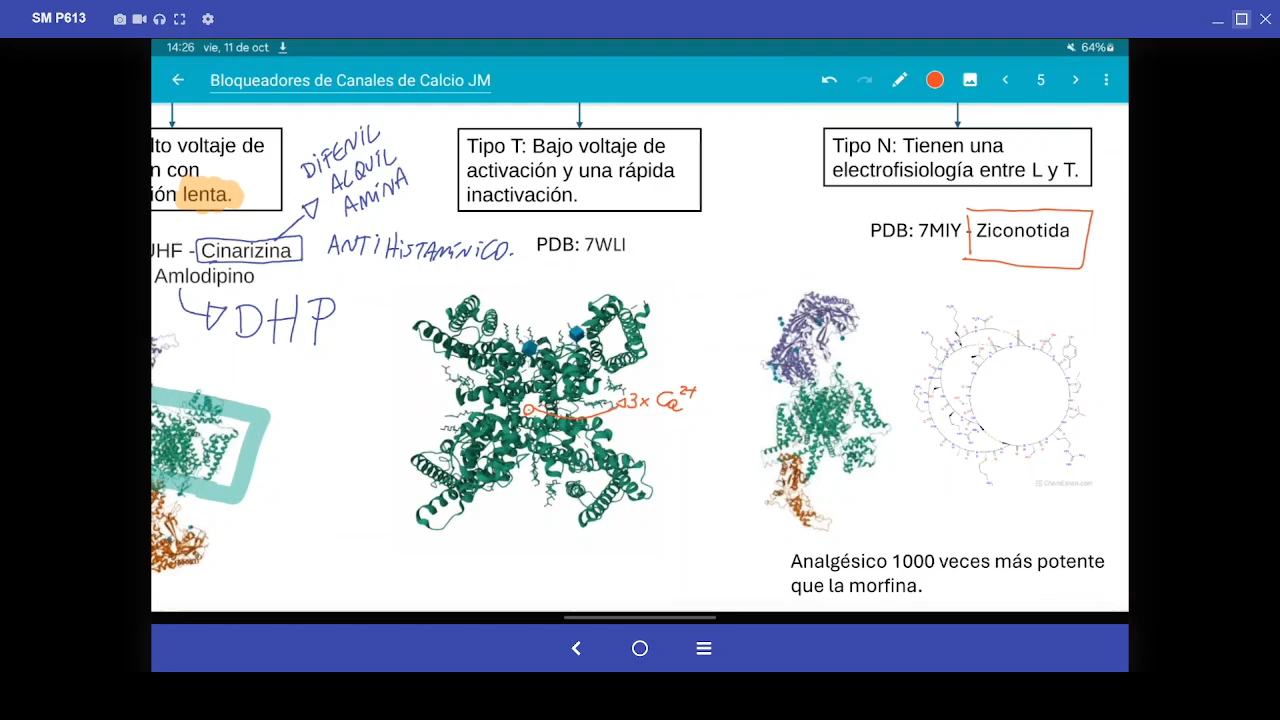 SM P613
14:26 vie, 11 de oct
64%
Bloqueadores de Canales de Calcio JM
5
lto voltaje de
n con
ión lenta.
DIFENIL
ALQUIL
AMINA
Tipo T: Bajo voltaje de
activación y una rápida
inactivación.
Tipo N: Tienen una
electrofisiología entre L y T.
JHF - Cinarizina
ANTIHISTAMÍNICO.
PDB: 7WLI
PDB: 7MIY - Ziconotida
Amlodipino
DHP
3x Ca2+
ChemEssen.com
Analgésico 1000 veces más potente
que la morfina.